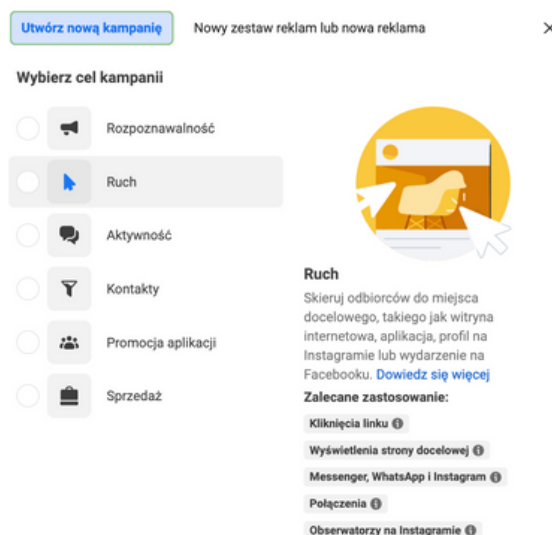 Utwórz nową kampanię
Nowy zestaw reklam lub nowa reklama
Wybierz cel kampanii
Rozpoznawalność
Ruch
Aktywność
Kontakty
Promocja aplikacji
Sprzedaż
Ruch
Skieruj odbiorców do miejsca
docelowego, takiego jak witryna
internetowa, aplikacja, profil na
Instagramie lub wydarzenie na
Facebooku. Dowiedz się więcej
Zalecane zastosowanie:
Kliknięcia linku
Wyświetlenia strony docelowej
Messenger, WhatsApp i Instagram
Połączenia
Obserwatorzy na Instagramie